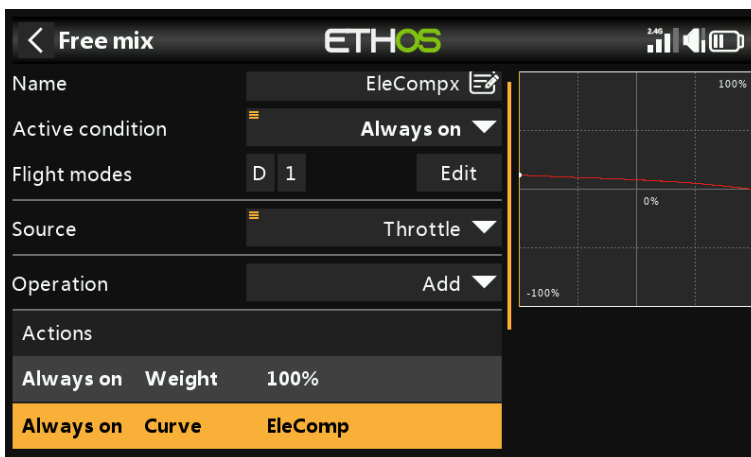 Free mix
ETHOS
2.4G
Name
EleCompx
Active condition
Always on
Flight modes
D 1
Edit
Source
Throttle
Operation
Add
Actions
Always on Weight 100%
Always on Curve EleComp
100%
0%
-100%